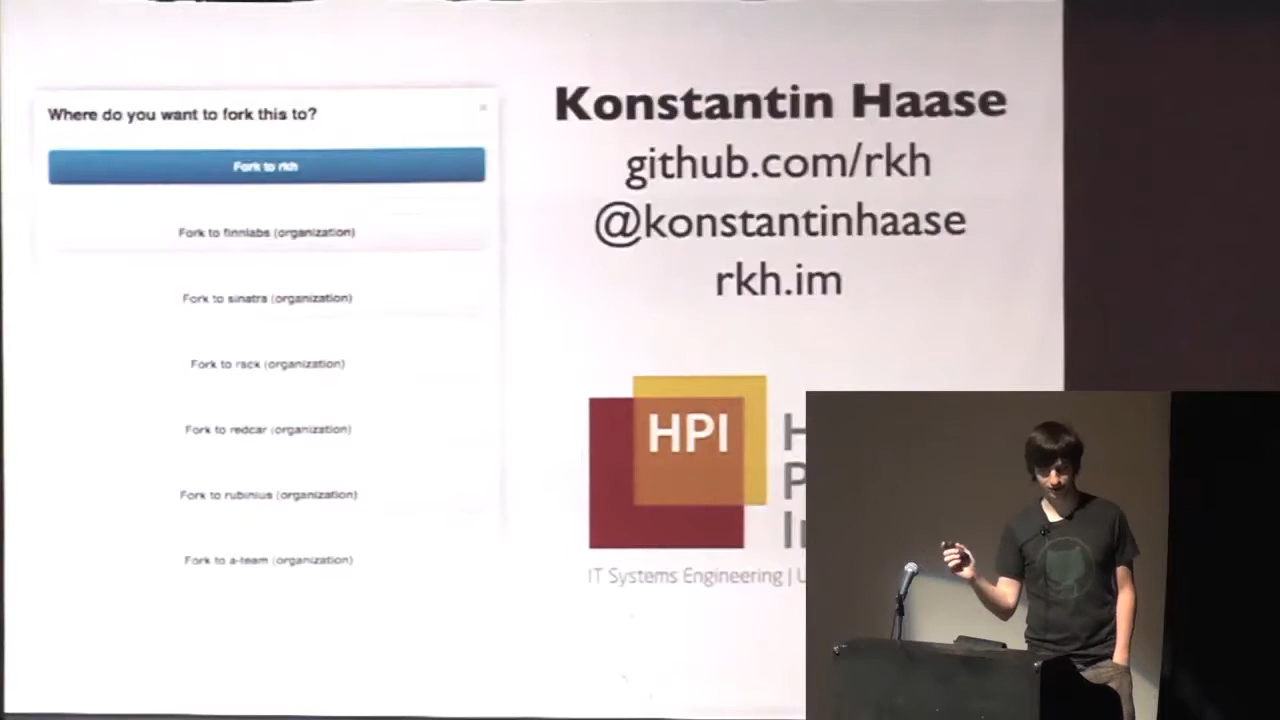 Where do you want to fork this to?
Fork to rkh
Fork to finnlabs (organization)
Fork to sinatra (organization)
Fork to rack (organization)
Fork to redcar (organization)
Fork to rubinius (organization)
Fork to a-team (organization)
Konstantin Haase
github.com/rkh
@konstantinhaase
rkh.im
HPI
H
P
I
IT Systems Engineering | U